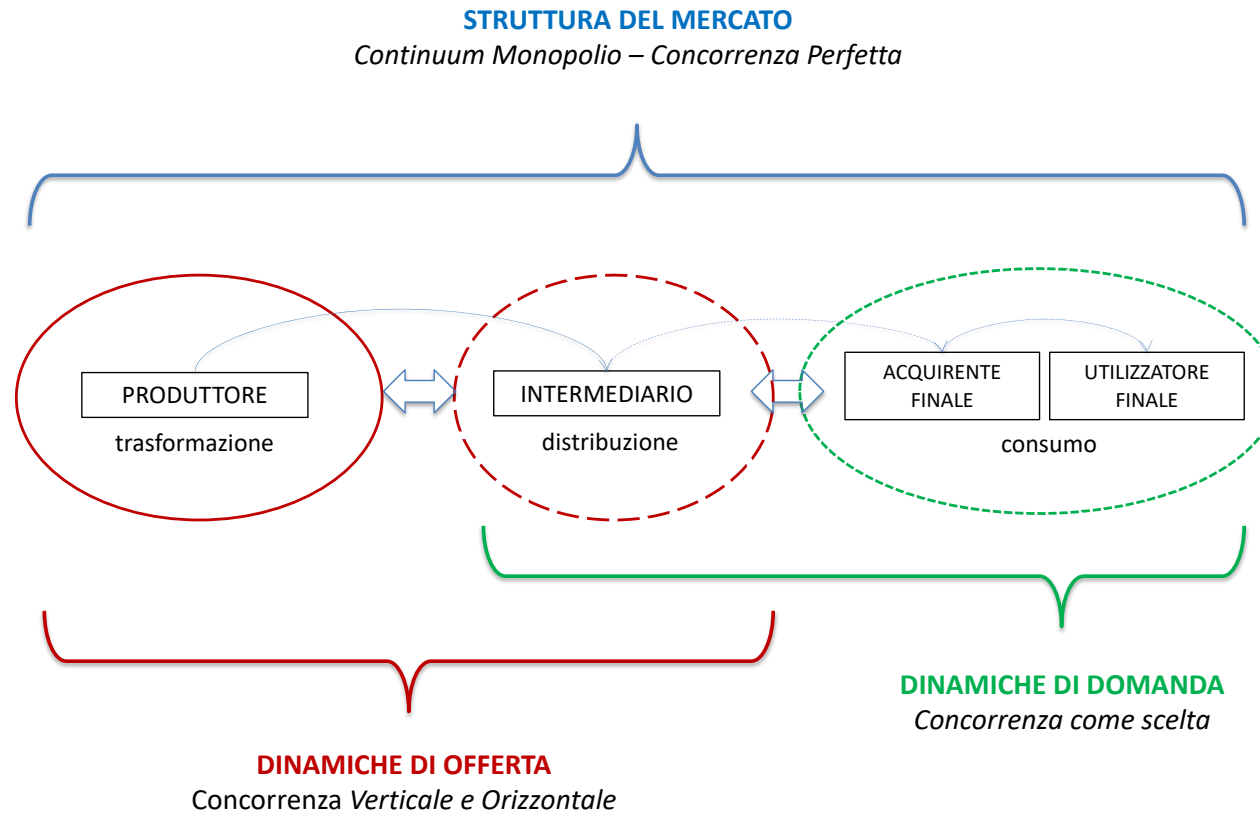 STRUTTURA DEL MERCATO
Continuum Monopolio – Concorrenza Perfetta
PRODUTTORE
trasformazione
INTERMEDIARIO
distribuzione
ACQUIRENTE
FINALE
UTILIZZATORE
FINALE
consumo
DINAMICHE DI DOMANDA
Concorrenza come scelta
DINAMICHE DI OFFERTA
Concorrenza Verticale e Orizzontale